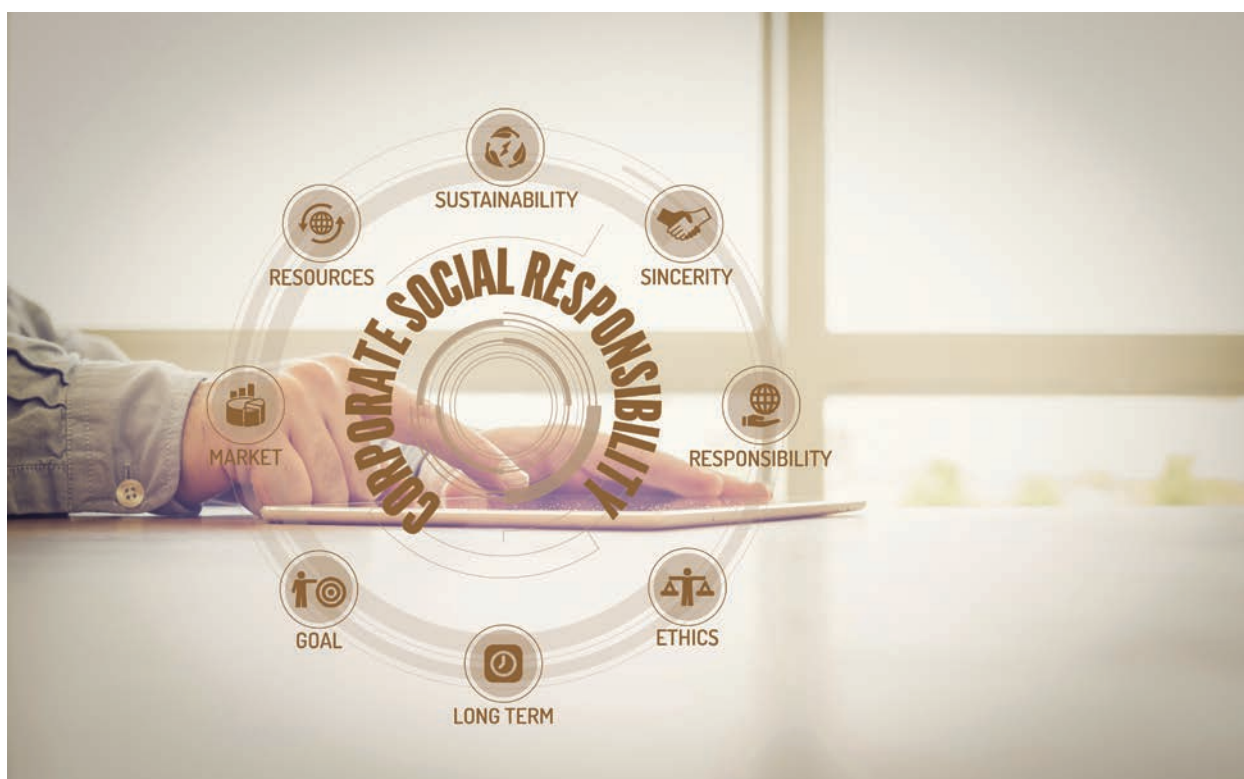 SUSTAINABILITY
RESOURCES
SINCERITY
CORPORATE SOCIAL RESPONSIBILITY
MARKET
RESPONSIBILITY
GOAL
ETHICS
LONG TERM